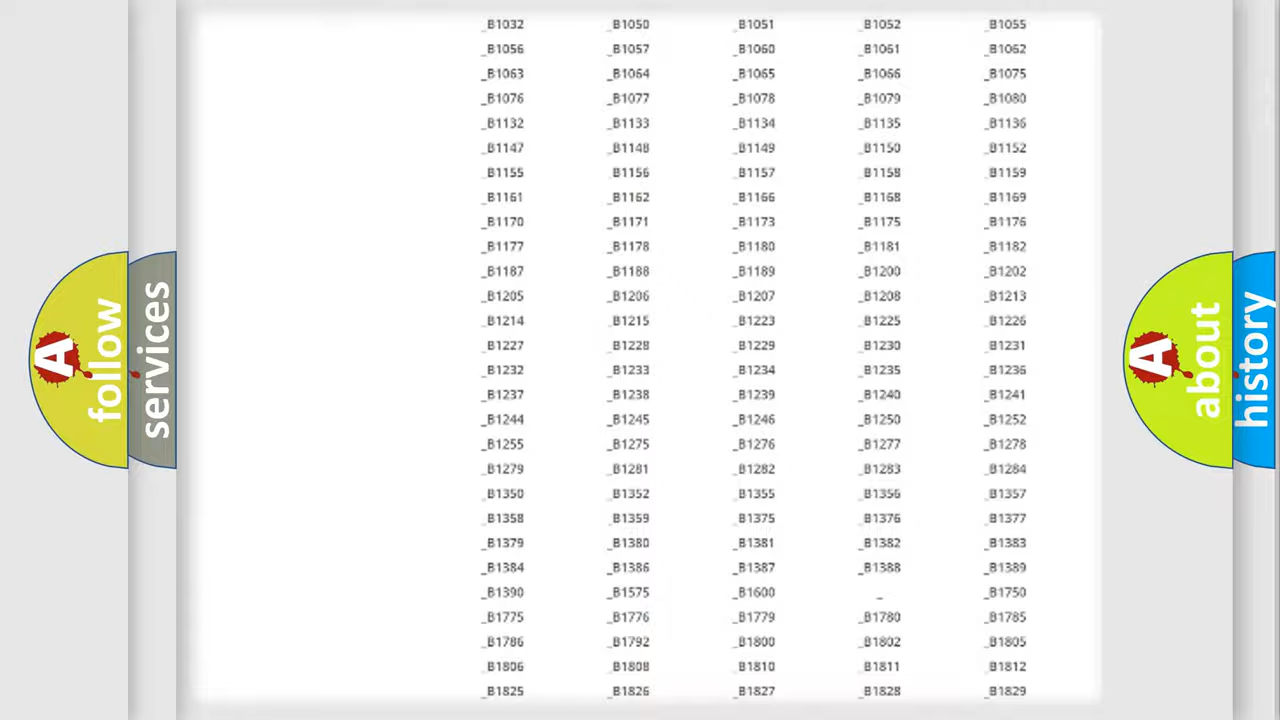 _B1032 _B1050 _B1051 _B1052 _B1055
_B1056 _B1057 _B1060 _B1061 _B1062
_B1063 _B1064 _B1065 _B1066 _B1075
_B1076 _B1077 _B1078 _B1079 _B1080
_B1132 _B1133 _B1134 _B1135 _B1136
_B1147 _B1148 _B1149 _B1150 _B1152
_B1155 _B1156 _B1157 _B1158 _B1159
_B1161 _B1162 _B1166 _B1168 _B1169
_B1170 _B1171 _B1173 _B1175 _B1176
_B1177 _B1178 _B1180 _B1181 _B1182
_B1187 _B1188 _B1189 _B1200 _B1202
_B1205 _B1206 _B1207 _B1208 _B1213
_B1214 _B1215 _B1223 _B1225 _B1226
_B1227 _B1228 _B1229 _B1230 _B1231
_B1232 _B1233 _B1234 _B1235 _B1236
_B1237 _B1238 _B1239 _B1240 _B1241
_B1244 _B1245 _B1246 _B1250 _B1252
_B1255 _B1275 _B1276 _B1277 _B1278
_B1279 _B1281 _B1282 _B1283 _B1284
_B1350 _B1352 _B1355 _B1356 _B1357
_B1358 _B1359 _B1375 _B1376 _B1377
_B1379 _B1380 _B1381 _B1382 _B1383
_B1384 _B1386 _B1387 _B1388 _B1389
_B1390 _B1575 _B1600 _ _B1750
_B1775 _B1776 _B1779 _B1780 _B1785
_B1786 _B1792 _B1800 _B1802 _B1805
_B1806 _B1808 _B1810 _B1811 _B1812
_B1825 _B1826 _B1827 _B1828 _B1829
A follow
services
A about
history